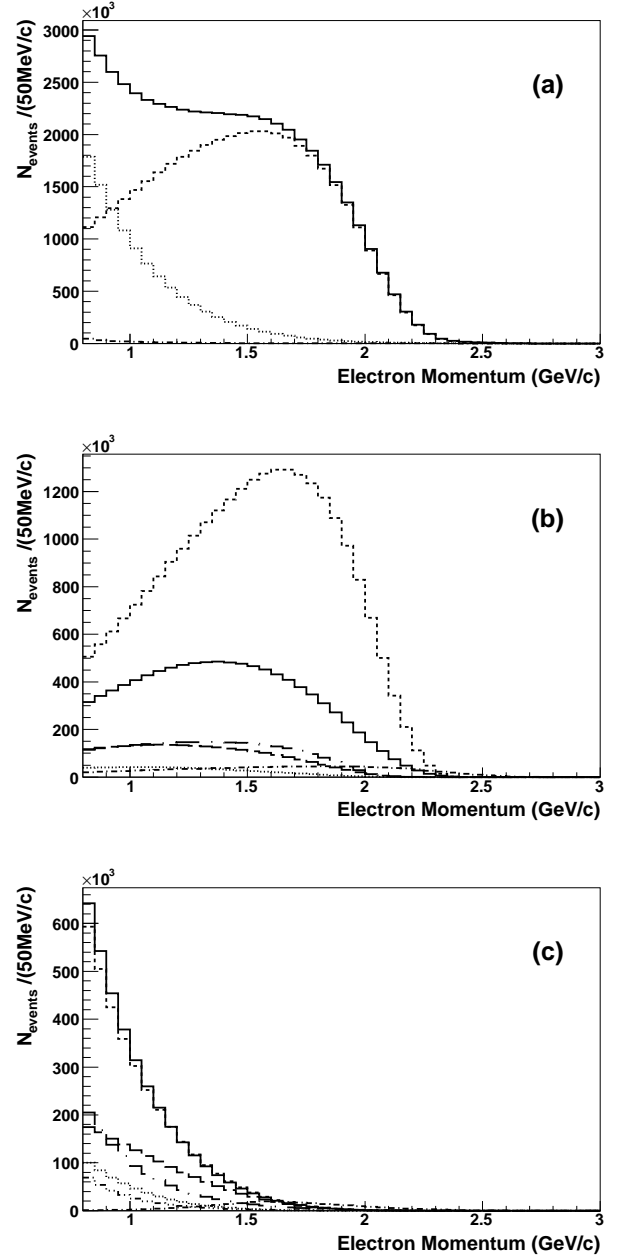 ×10³
3000
2500
2000
1500
1000
500
0
N_events /(50MeV/c)
(a)
1 1.5 2 2.5 3
Electron Momentum (GeV/c)
×10³
1200
1000
800
600
400
200
0
N_events /(50MeV/c)
(b)
1 1.5 2 2.5 3
Electron Momentum (GeV/c)
×10³
600
500
400
300
200
100
0
N_events /(50MeV/c)
(c)
1 1.5 2 2.5 3
Electron Momentum (GeV/c)